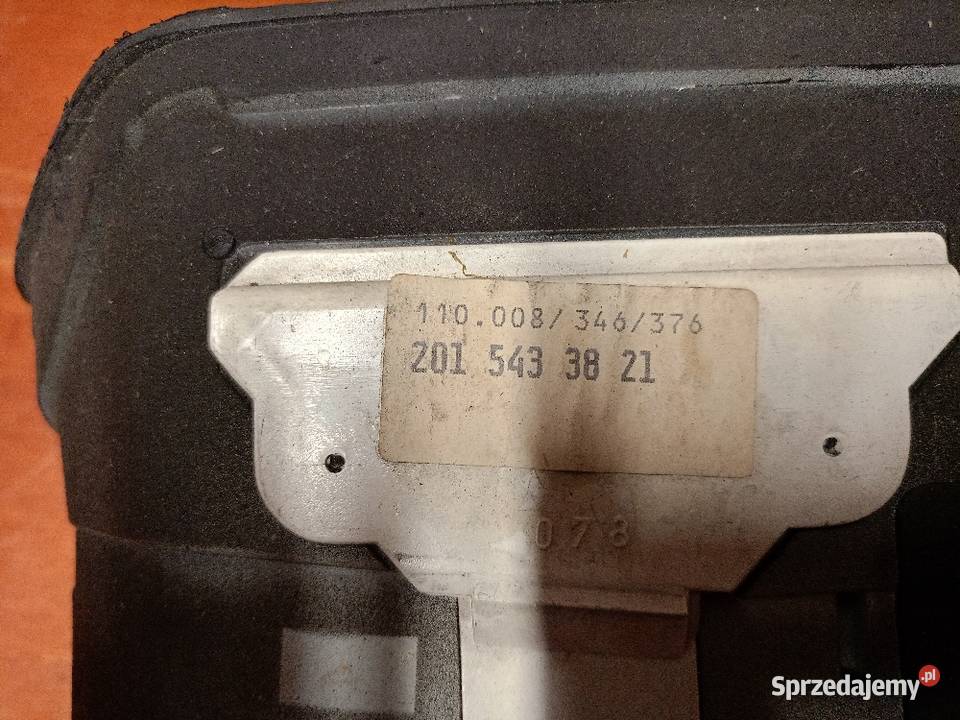 110.008/346/376
201 543 38 21
078
Sprzedajemy.pl